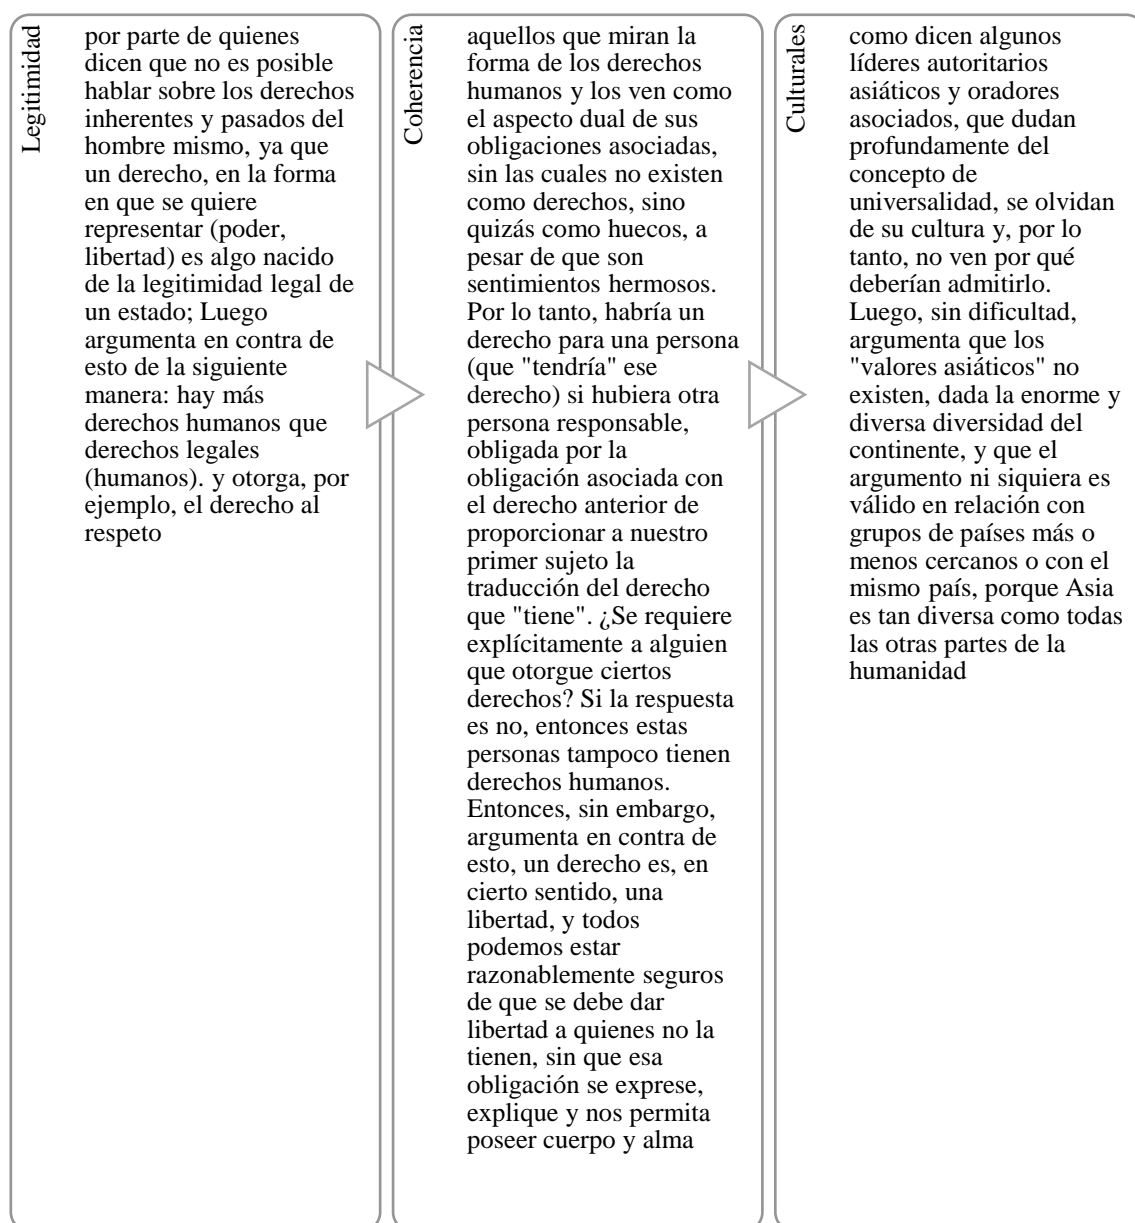 Legitimidad
por parte de quienes
dicen que no es posible
hablar sobre los derechos
inherentes y pasados del
hombre mismo, ya que
un derecho, en la forma
en que se quiere
representar (poder,
libertad) es algo nacido
de la legitimidad legal de
un estado; Luego
argumenta en contra de
esto de la siguiente
manera: hay más
derechos humanos que
derechos legales
(humanos). y otorga, por
ejemplo, el derecho al
respeto
Coherencia
aquellos que miran la
forma de los derechos
humanos y los ven como
el aspecto dual de sus
obligaciones asociadas,
sin las cuales no existen
como derechos, sino
quizás como huecos, a
pesar de que son
sentimientos hermosos.
Por lo tanto, habría un
derecho para una persona
(que "tendría" ese
derecho) si hubiera otra
persona responsable,
obligada por la
obligación asociada con
el derecho anterior de
proporcionar a nuestro
primer sujeto la
traducción del derecho
que "tiene". ¿Se requiere
explícitamente a alguien
que otorgue ciertos
derechos? Si la respuesta
es no, entonces estas
personas tampoco tienen
derechos humanos.
Entonces, sin embargo,
argumenta en contra de
esto, un derecho es, en
cierto sentido, una
libertad, y todos
podemos estar
razonablemente seguros
de que se debe dar
libertad a quienes no la
tienen, sin que esa
obligación se exprese,
explique y nos permita
poseer cuerpo y alma
Culturales
como dicen algunos
líderes autoritarios
asiáticos y oradores
asociados, que dudan
profundamente del
concepto de
universalidad, se olvidan
de su cultura y, por lo
tanto, no ven por qué
deberían admitirlo.
Luego, sin dificultad,
argumenta que los
"valores asiáticos" no
existen, dada la enorme y
diversa diversidad del
continente, y que el
argumento ni siquiera es
válido en relación con
grupos de países más o
menos cercanos o con el
mismo país, porque Asia
es tan diversa como todas
las otras partes de la
humanidad